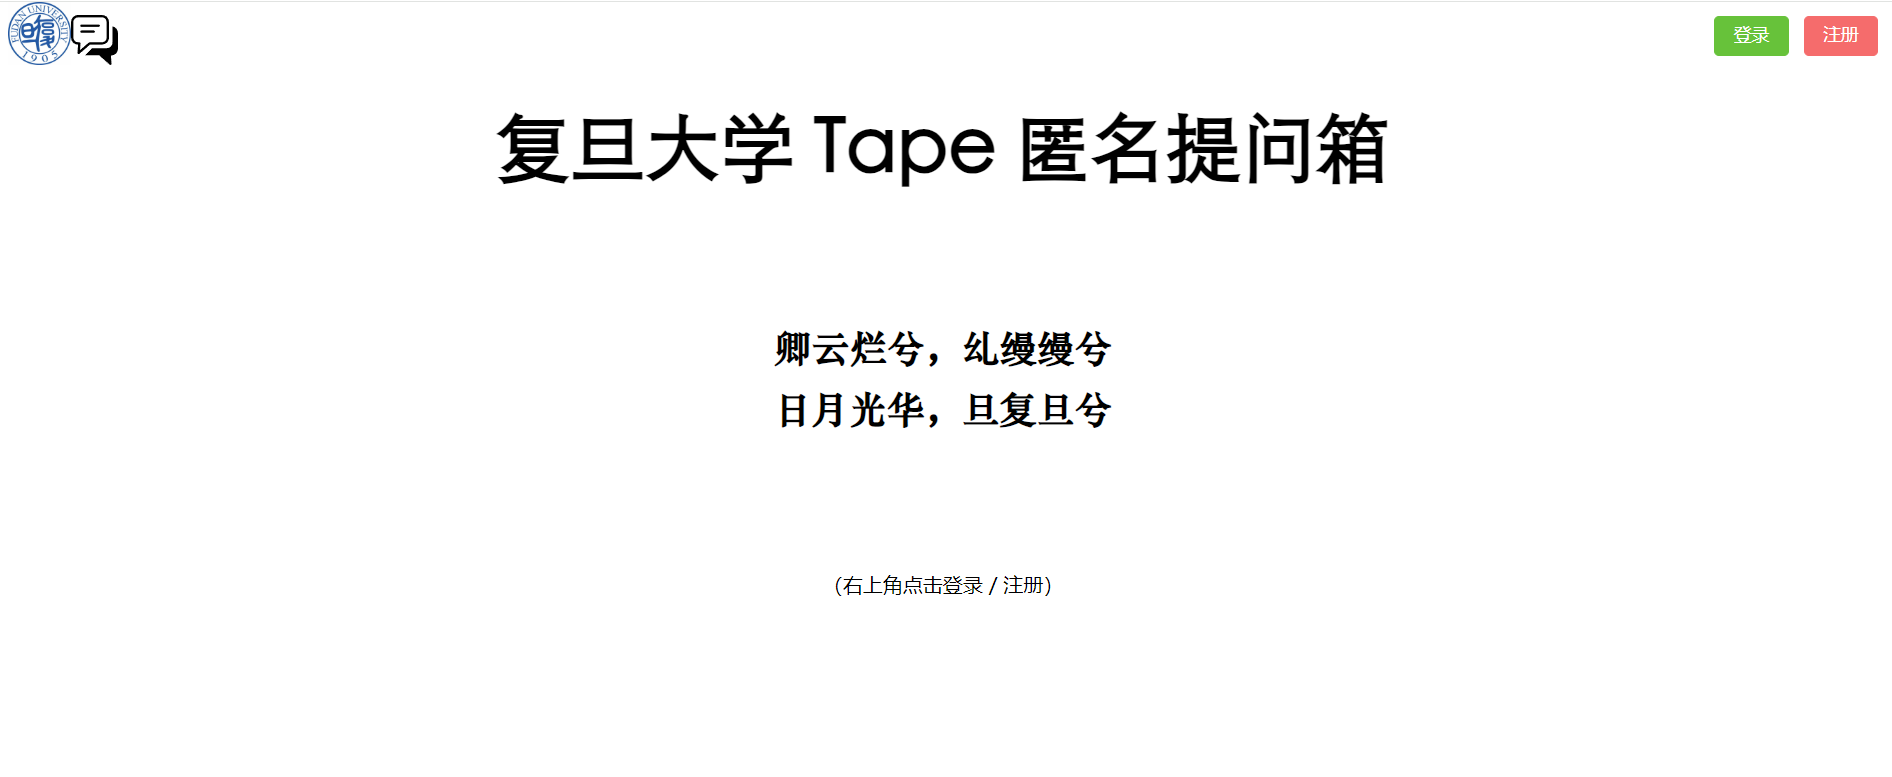 FUDAN UNIVERSITY
1905
登录 注册
复旦大学 Tape 匿名提问箱
卿云烂兮，糺缦缦兮
日月光华，旦复旦兮
（右上角点击登录 / 注册）